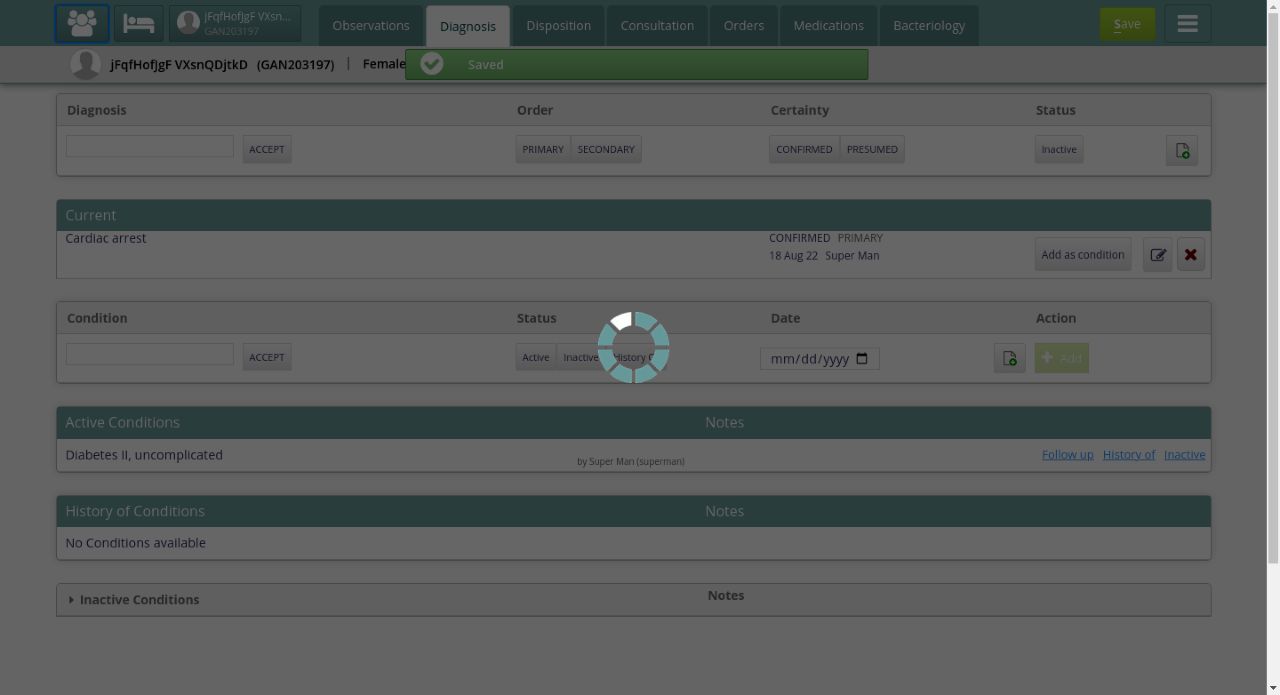 jFqfHofJgF VXsn...
GAN203197
Observations
Diagnosis
Disposition
Consultation
Orders
Medications
Bacteriology
Save
jFqfHofJgF VXsnQDjtkD (GAN203197) | Female
Saved
Diagnosis Order Certainty Status
ACCEPT PRIMARY SECONDARY CONFIRMED PRESUMED Inactive
Current
Cardiac arrest CONFIRMED PRIMARY
18 Aug 22 Super Man
Add as condition
Condition Status Date Action
ACCEPT Active Inactive History mm/dd/yyyy Add
Active Conditions Notes
Diabetes II, uncomplicated by Super Man (superman) Follow up History of Inactive
History of Conditions Notes
No Conditions available
Inactive Conditions Notes